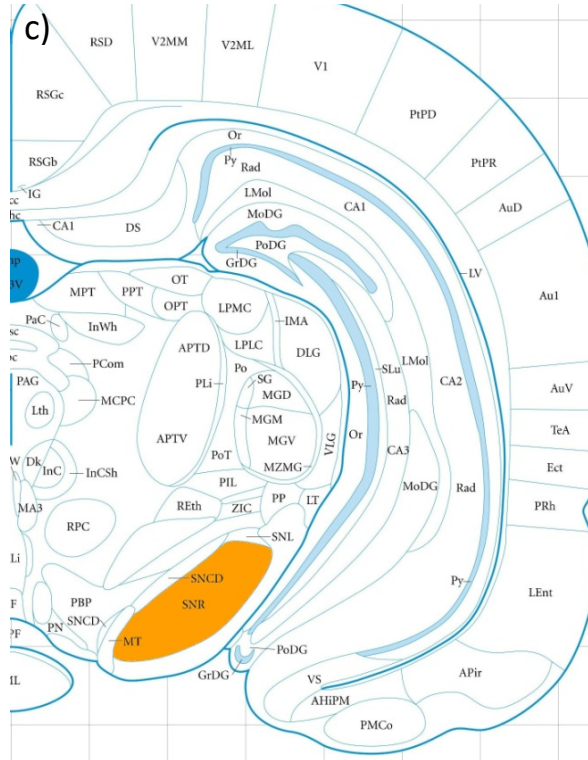 c)
RSD
V2MM
V2ML
V1
RSGc
PtPD
Or
Py
Rad
PtPR
RSGb
LMol
CA1
IG
cc
AuD
hc
CA1
DS
MoDG
PoDG
GrDG
LV
OT
MPT
PPT
OPT
LPMC
Au1
3V
PaC
InWh
IMA
sc
APTD
LPLC
DLG
PCom
Po
SLu
LMol
PAG
PLi
SG
MGD
Py
Rad
CA2
AuV
MCPC
Lth
MGM
TeA
APTV
MGV
Or
VLG
CA3
PoT
MZMG
Ect
W
Dk
InC
InCSh
PIL
MoDG
Rad
MA3
REth
ZIC
PP
LT
PRh
RPC
SNL
Li
SNCD
Py
LEnt
F
PBP
SNR
SNCD
PF
PN
MT
PoDG
GrDG
VS
APir
AHiPM
PMCo